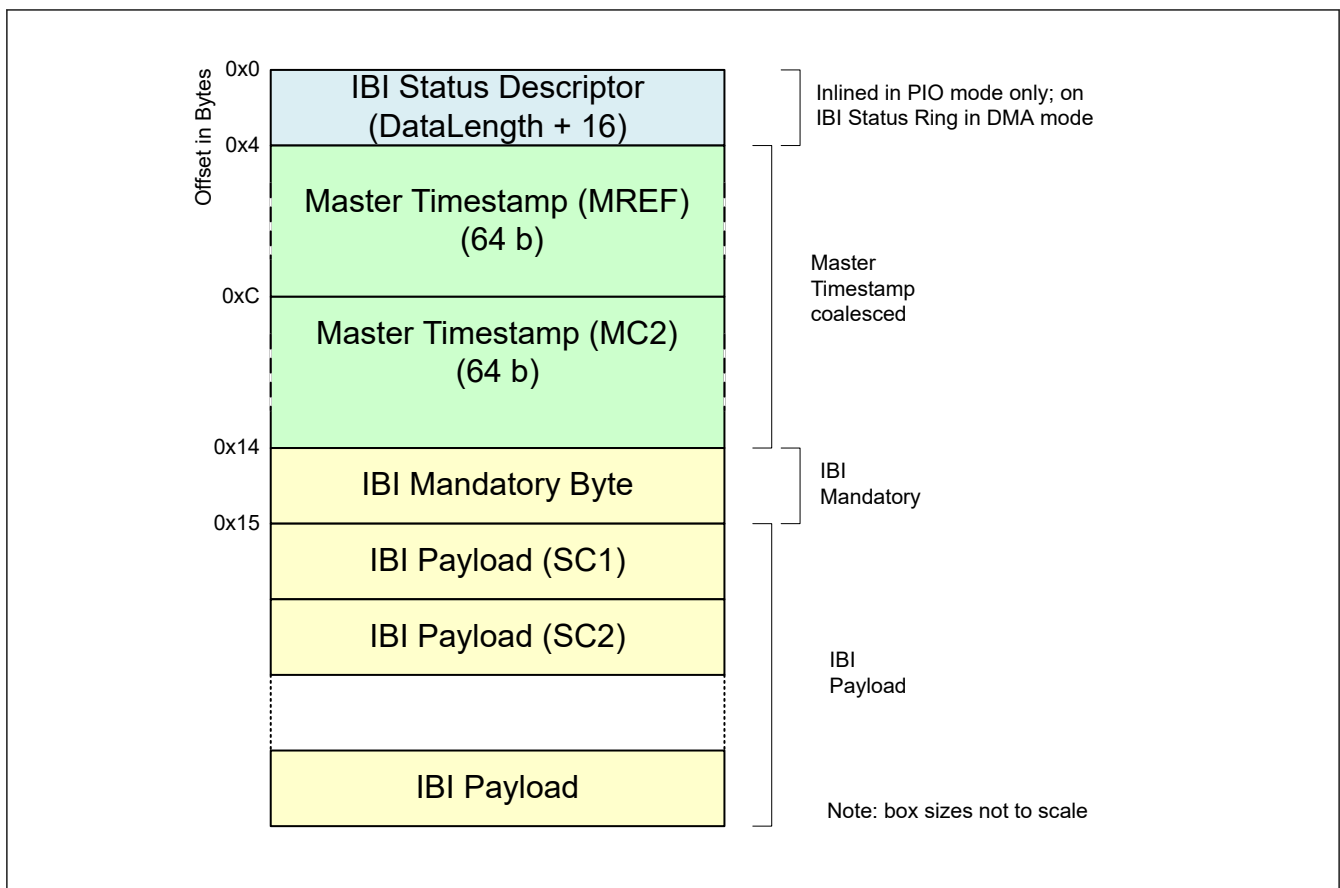 Offset in Bytes
0x0
IBI Status Descriptor
(DataLength + 16)
Inlined in PIO mode only; on
IBI Status Ring in DMA mode
0x4
Master Timestamp (MREF)
(64 b)
Master
Timestamp
coalesced
0xC
Master Timestamp (MC2)
(64 b)
0x14
IBI Mandatory Byte
IBI
Mandatory
0x15
IBI Payload (SC1)
IBI Payload (SC2)
IBI
Payload
IBI Payload
Note: box sizes not to scale